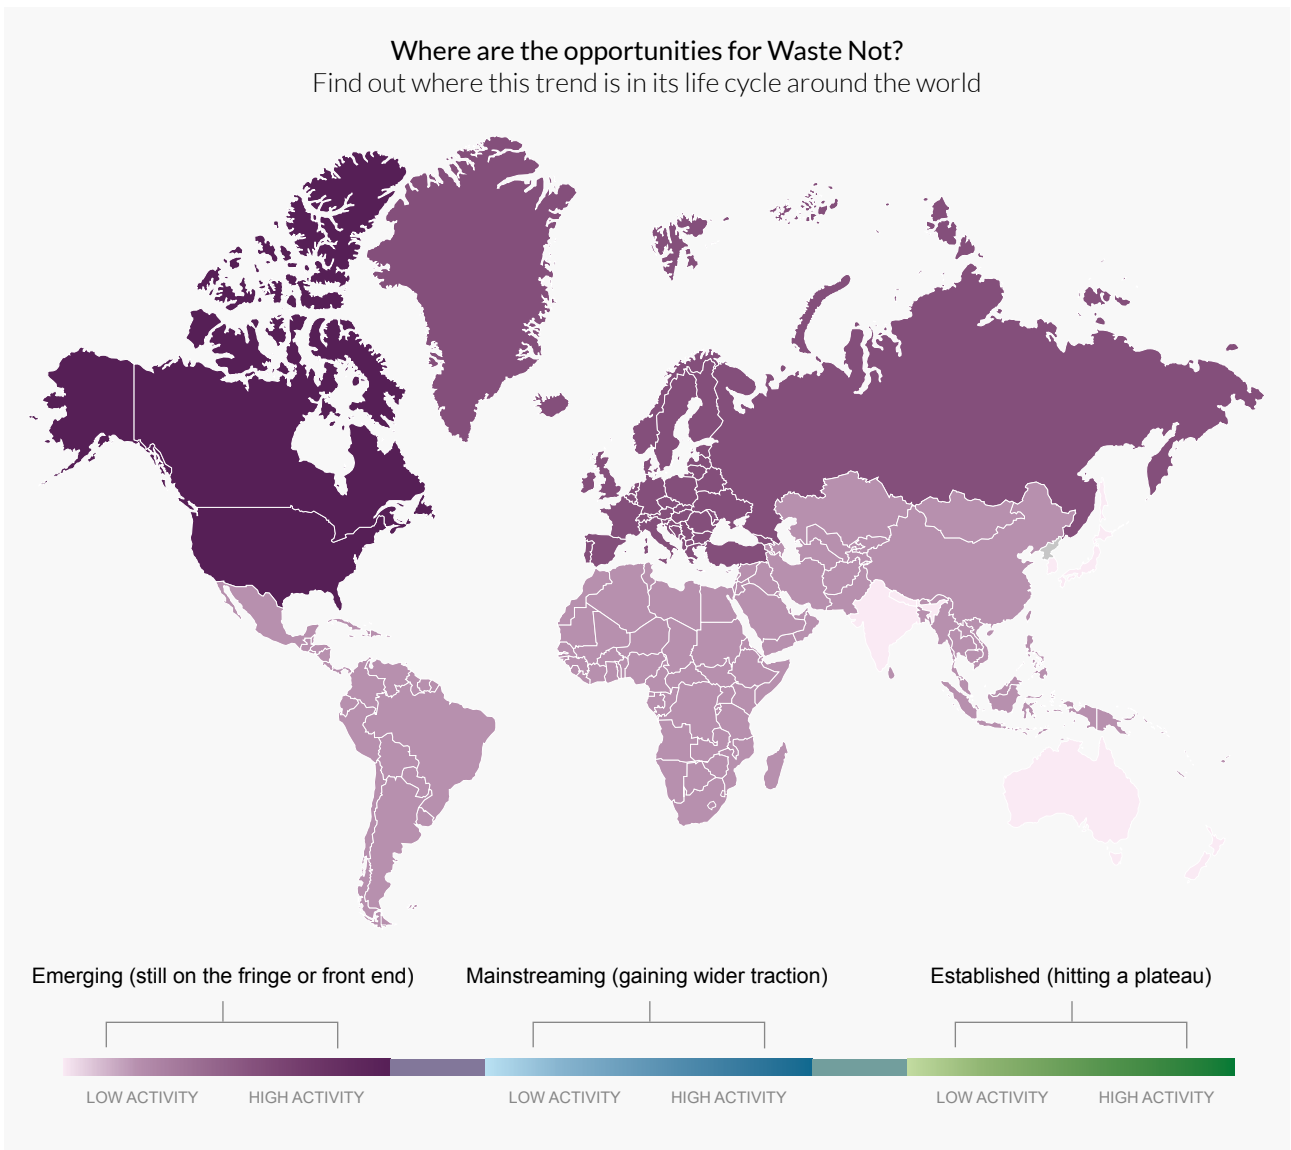 Where are the opportunities for Waste Not?
Find out where this trend is in its life cycle around the world
Emerging (still on the fringe or front end)
Mainstreaming (gaining wider traction)
Established (hitting a plateau)
LOW ACTIVITY
HIGH ACTIVITY
LOW ACTIVITY
HIGH ACTIVITY
LOW ACTIVITY
HIGH ACTIVITY